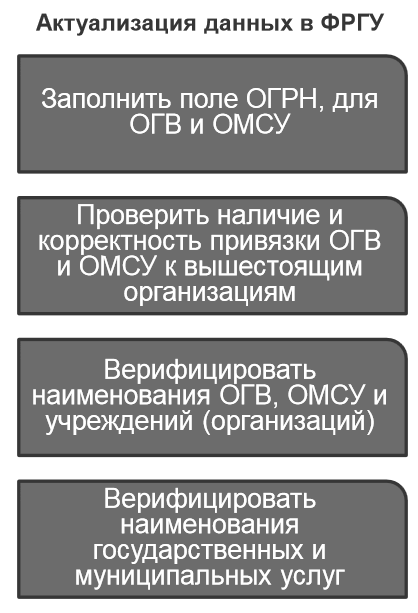 Актуализация данных в ФРГУ
Заполнить поле ОГРН, для
ОГВ и ОМСУ
Проверить наличие и
корректность привязки ОГВ
и ОМСУ к вышестоящим
организациям
Верифицировать
наименования ОГВ, ОМСУ и
учреждений (организаций)
Верифицировать
наименования
государственных и
муниципальных услуг